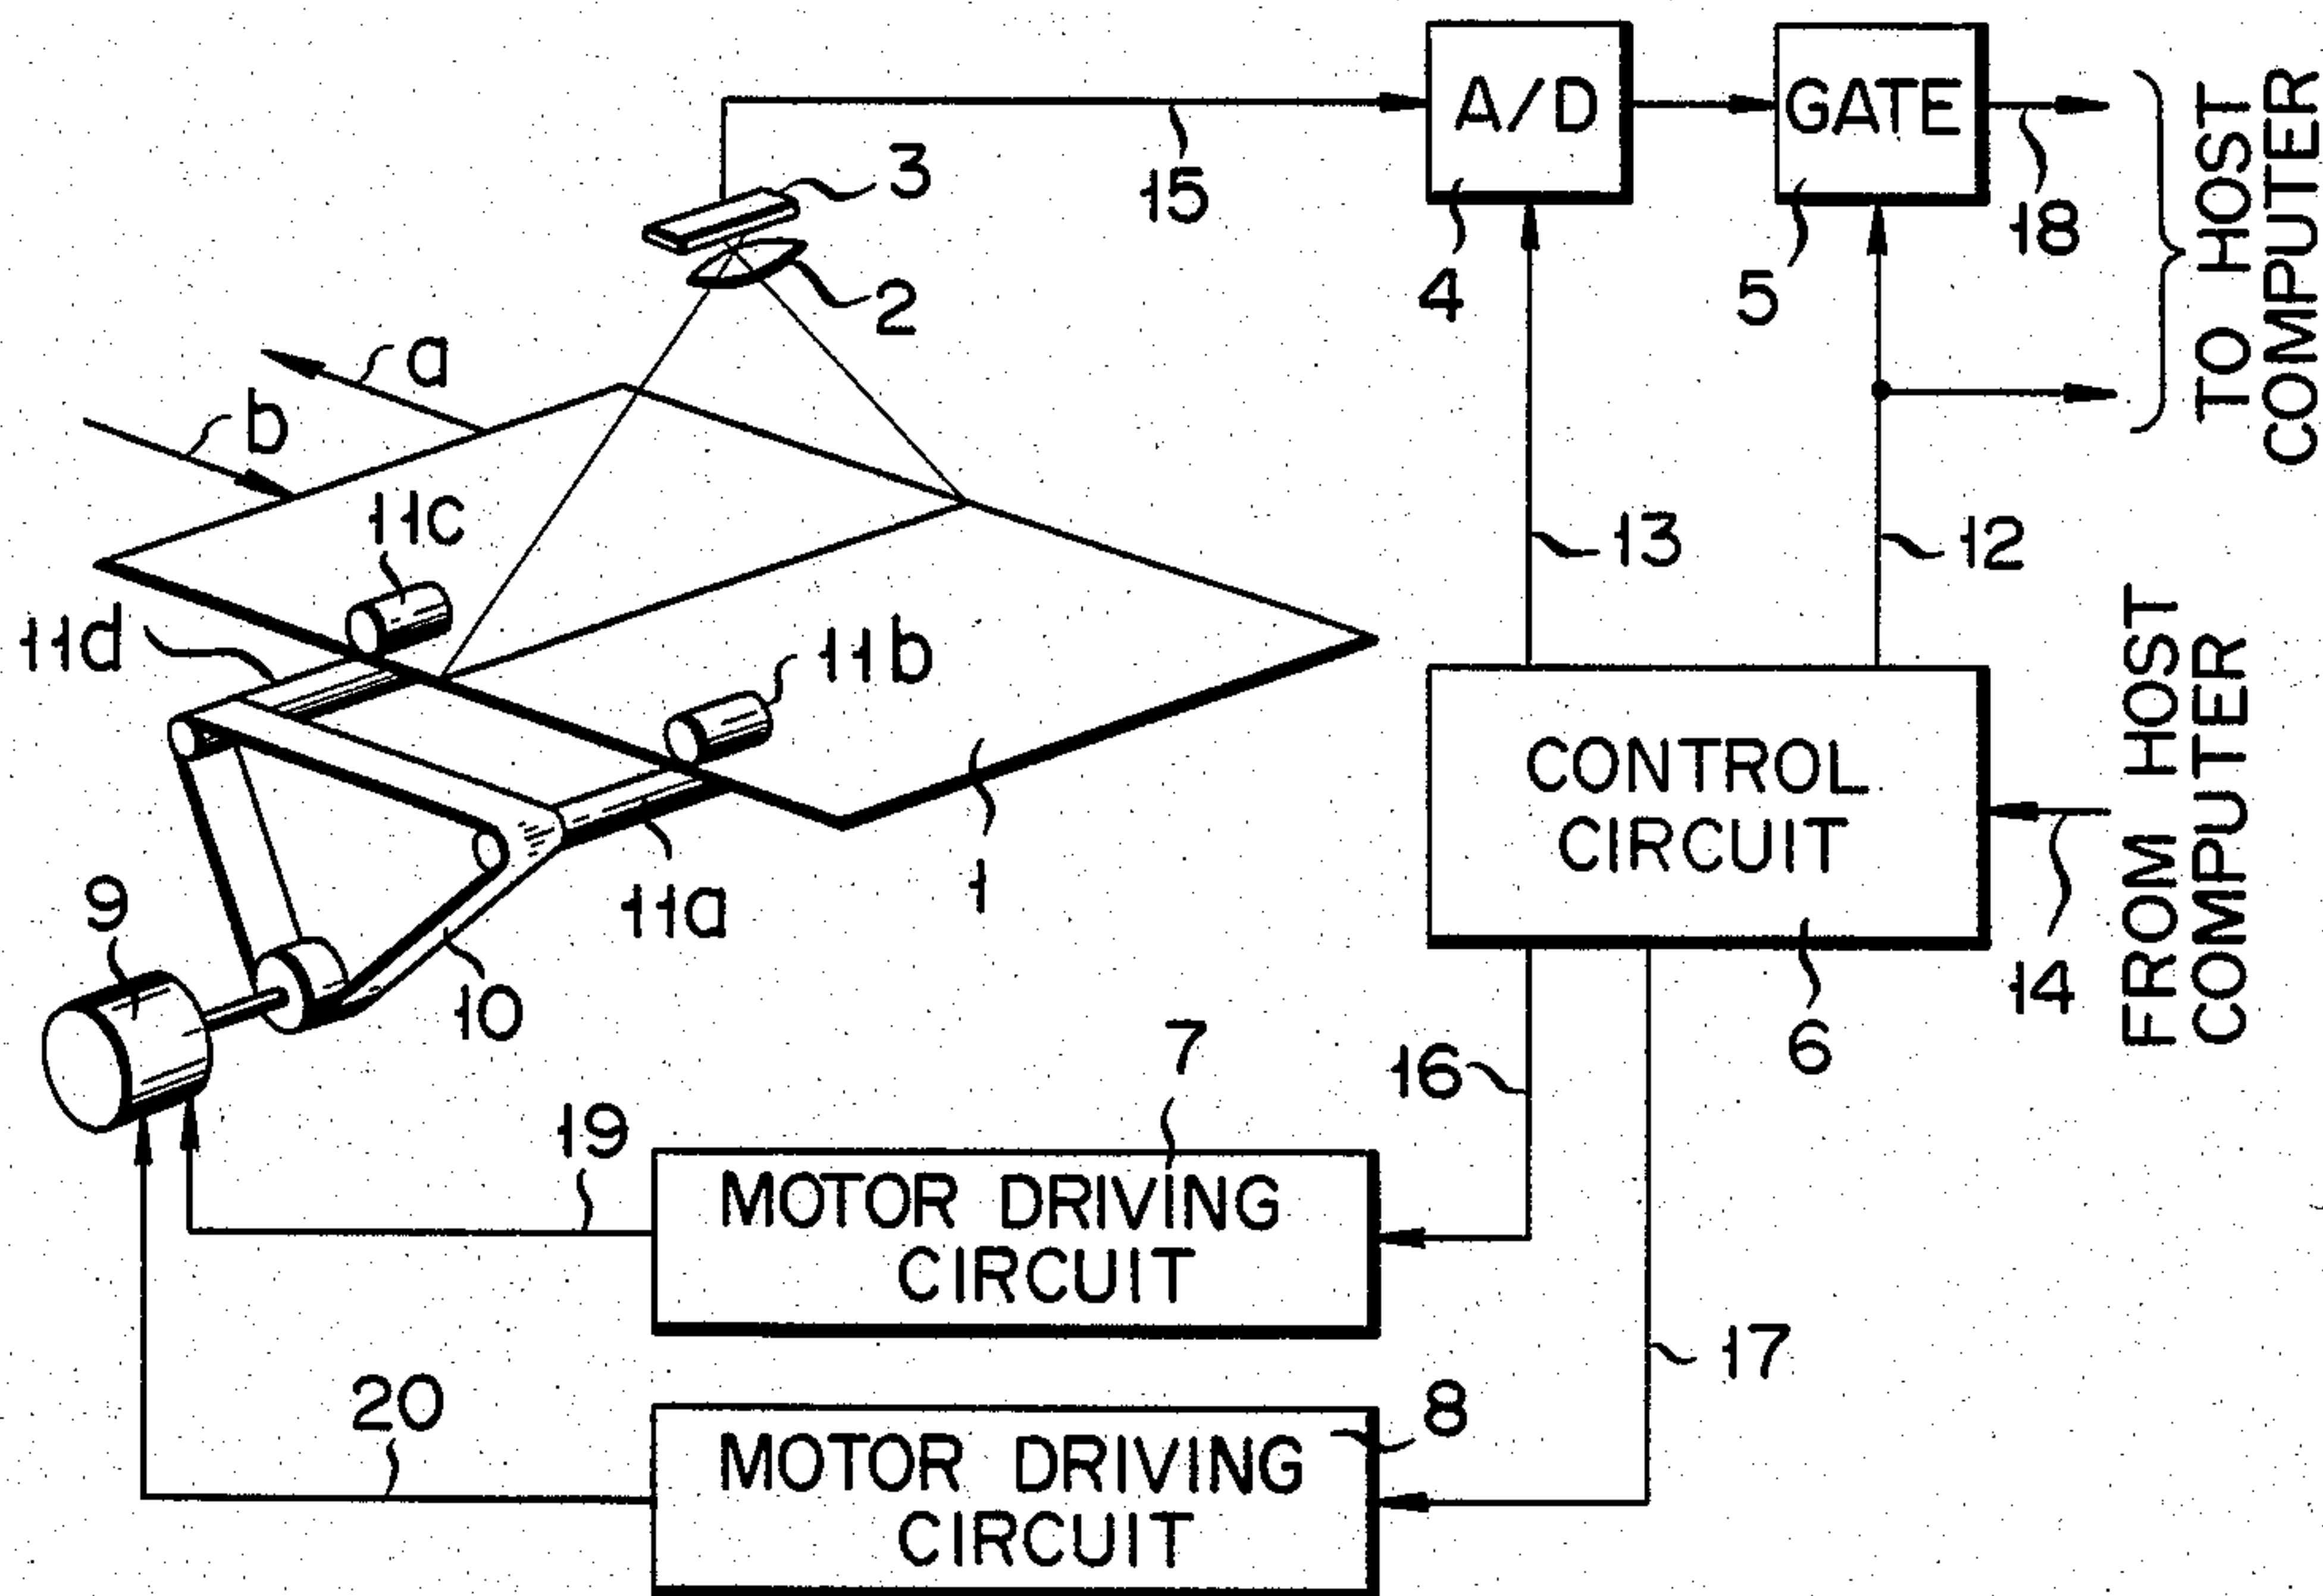 A/D
GATE
3
15
4
5
18
TO HOST
COMPUTER
2
a
b
11c
13
12
11d
11b
CONTROL
CIRCUIT
FROM HOST
COMPUTER
1
11a
9
10
14
6
7
16
19
MOTOR DRIVING
CIRCUIT
17
20
8
MOTOR DRIVING
CIRCUIT